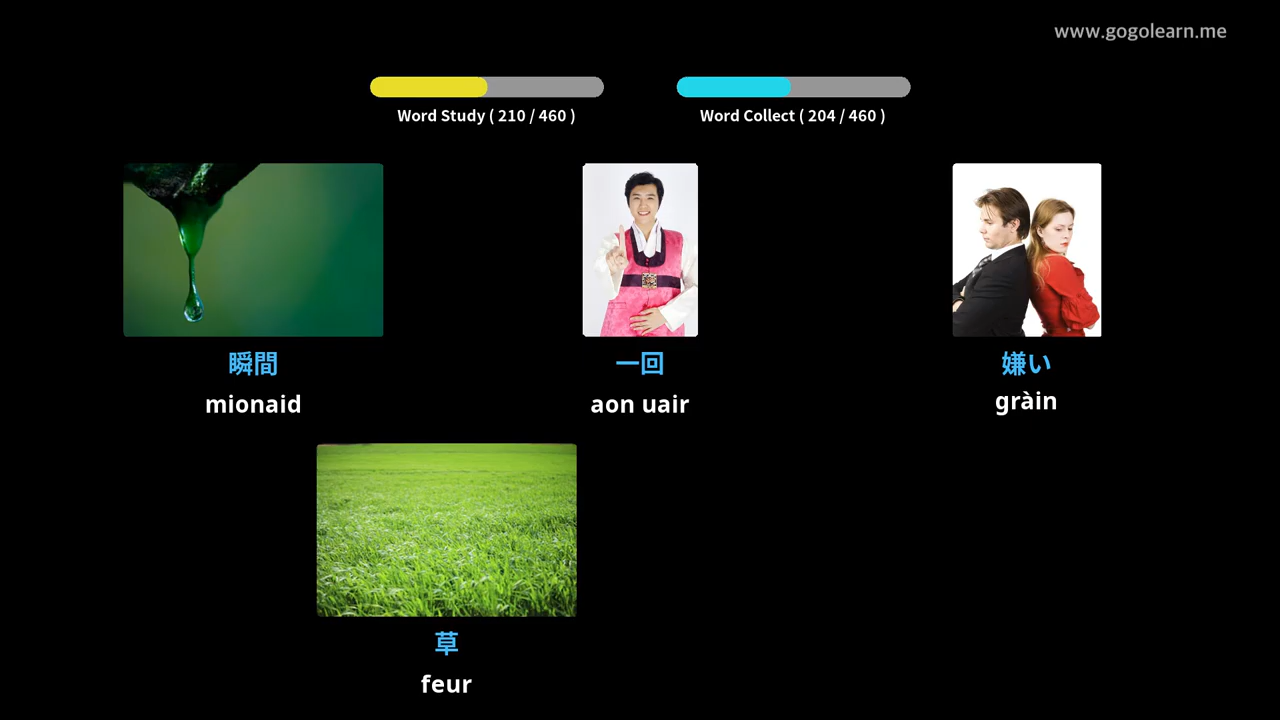 www.gogolearn.me
Word Study ( 210 / 460 )
Word Collect ( 204 / 460 )
瞬間
mionaid
一回
aon uair
嫌い
gràin
草
feur